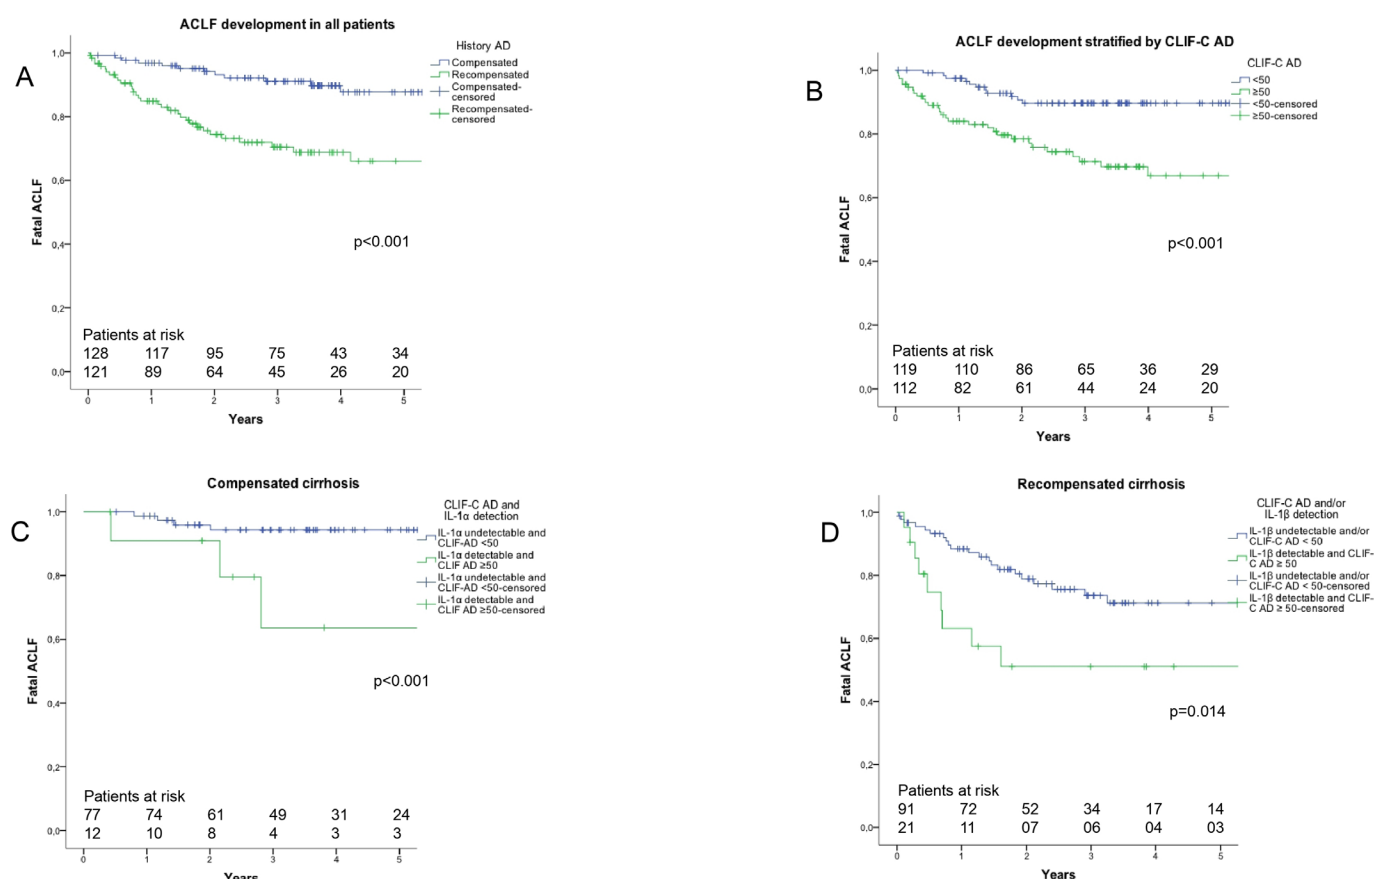 ACLF development in all patients
A
History AD
Compensated
Recompensated
Compensated-
censored
Recompensated-
censored
1,0
0,8
0,6
0,4
0,2
0,0
Fatal ACLF
p<0.001
Patients at risk
128 117 95 75 43 34
121 89 64 45 26 20
0 1 2 3 4 5
Years
ACLF development stratified by CLIF-C AD
B
CLIF-C AD
<50
≥50
<50-censored
≥50-censored
1,0
0,8
0,6
0,4
0,2
0,0
Fatal ACLF
p<0.001
Patients at risk
119 110 86 65 36 29
112 82 61 44 24 20
0 1 2 3 4 5
Years
Compensated cirrhosis
C
CLIF-C AD and
IL-1α detection
IL-1α undetectable and
CLIF-AD <50
IL-1α detectable and
CLIF AD ≥50
IL-1α undetectable and
CLIF-AD <50-censored
IL-1α detectable and
CLIF AD ≥50-censored
1,0
0,8
0,6
0,4
0,2
0,0
Fatal ACLF
p<0.001
Patients at risk
77 74 61 49 31 24
12 10 8 4 3 3
0 1 2 3 4 5
Years
Recompensated cirrhosis
D
CLIF-C AD and/or
IL-1β detection
IL-1β undetectable and/or
CLIF-C AD < 50
IL-1β detectable and CLIF-
C AD ≥ 50
IL-1β undetectable and/or
CLIF-C AD < 50-censored
IL-1β detectable and CLIF-
C AD ≥ 50-censored
1,0
0,8
0,6
0,4
0,2
0,0
Fatal ACLF
p=0.014
Patients at risk
91 72 52 34 17 14
21 11 07 06 04 03
0 1 2 3 4 5
Years